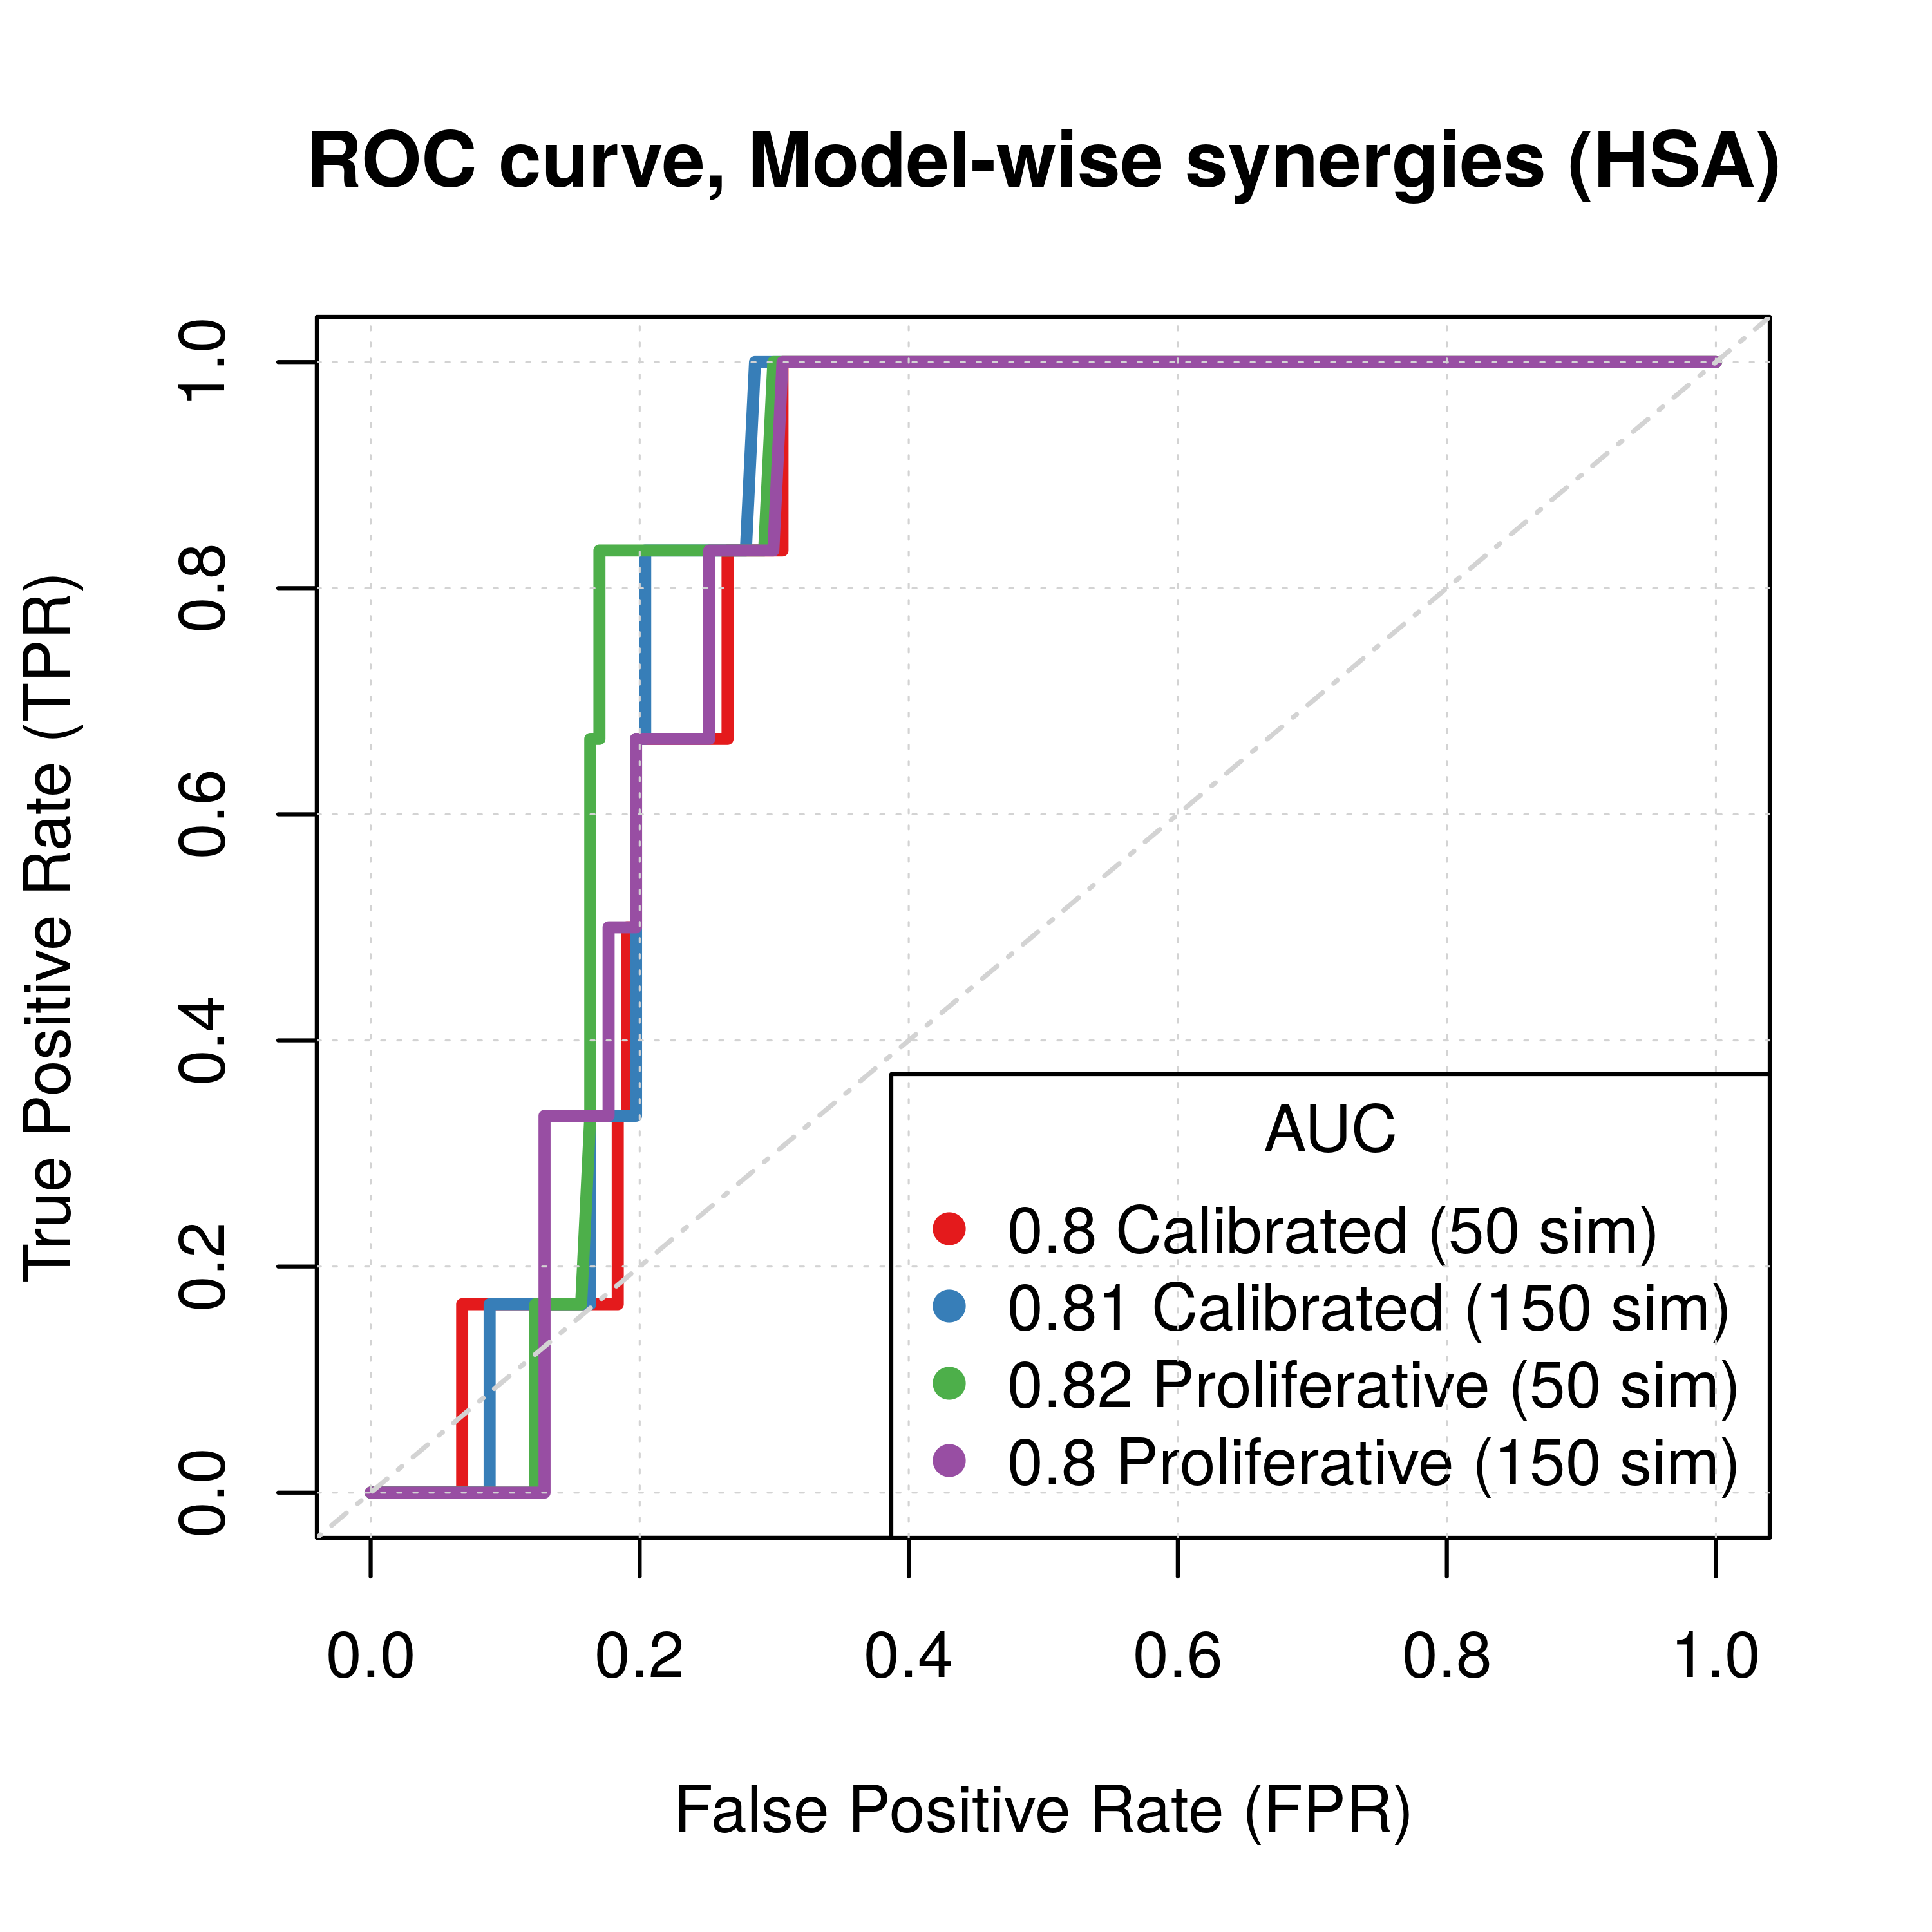 ROC curve, Model-wise synergies (HSA)
True Positive Rate (TPR)
1.0
0.8
0.6
0.4
0.2
0.0
AUC
0.8 Calibrated (50 sim)
0.81 Calibrated (150 sim)
0.82 Proliferative (50 sim)
0.8 Proliferative (150 sim)
0.0 0.2 0.4 0.6 0.8 1.0
False Positive Rate (FPR)